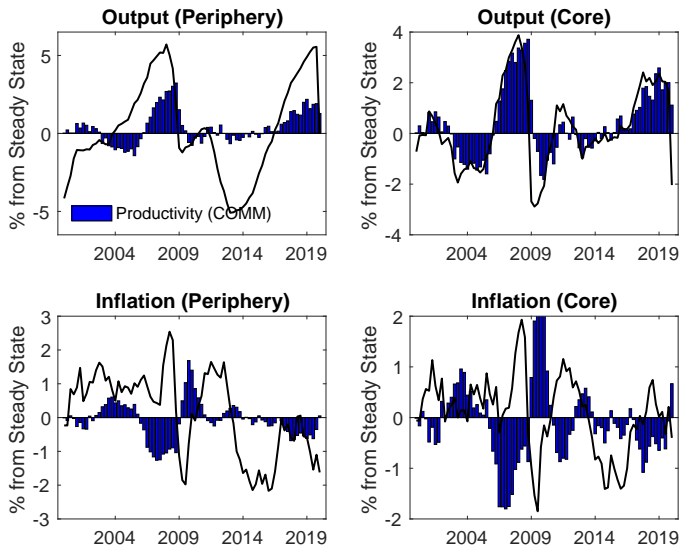 Output (Periphery)
% from Steady State
5
0
-5
Productivity (COMM)
2004 2009 2014 2019
Output (Core)
% from Steady State
4
2
0
-2
-4
2004 2009 2014 2019
Inflation (Periphery)
% from Steady State
3
2
1
0
-1
-2
-3
2004 2009 2014 2019
Inflation (Core)
% from Steady State
2
1
0
-1
-2
2004 2009 2014 2019